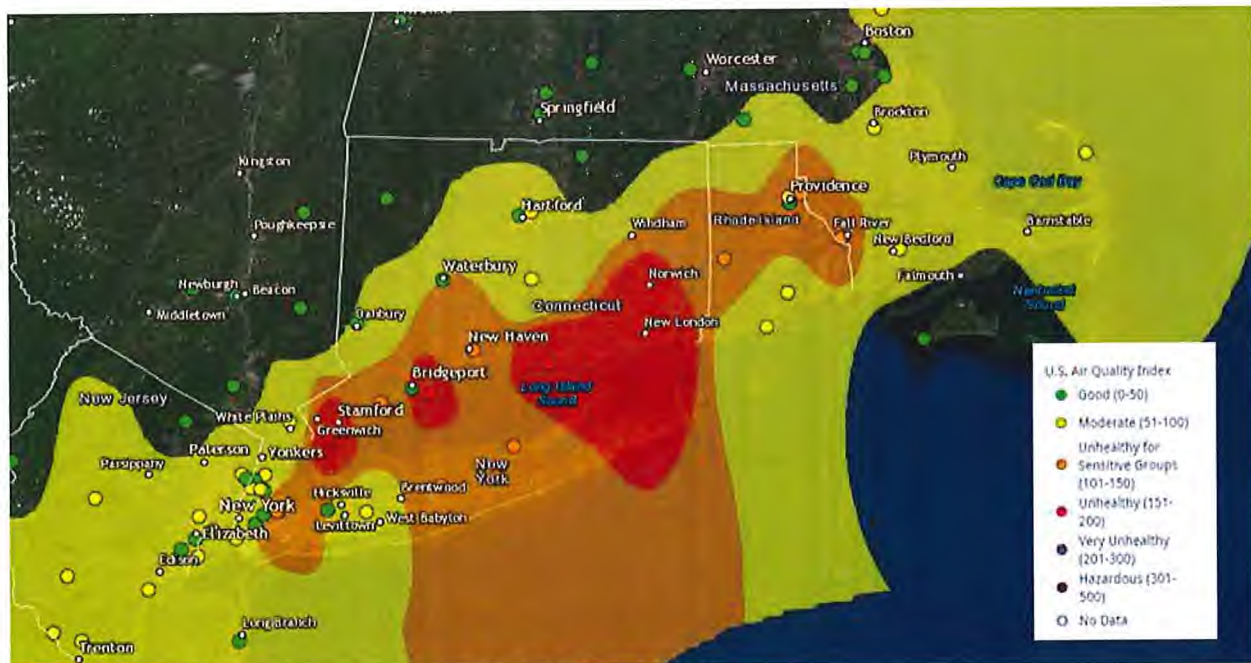 Boston
Worcester
Massachusetts
Springfield
Brockton
Kingston
Plymouth
Cape Cod Bay
Providence
Hartford
Windham
Rhode Island
Fall River
Barnstable
Poughkeepsie
New Bedford
Waterbury
Norwich
Falmouth
Newburgh
Beacon
Nantucket
Sound
Middletown
Danbury
Connecticut
New London
New Haven
Bridgeport
Long Island
Sound
New Jersey
White Plains
Stamford
Greenwich
Paterson
Yonkers
Parsippany
New
York
Brentwood
Hicksville
New York
Levittown
West Babylon
Elizabeth
Edison
Long Branch
Trenton
U.S. Air Quality Index
Good (0-50)
Moderate (51-100)
Unhealthy for
Sensitive Groups
(101-150)
Unhealthy (151-
200)
Very Unhealthy
(201-300)
Hazardous (301-
500)
No Data